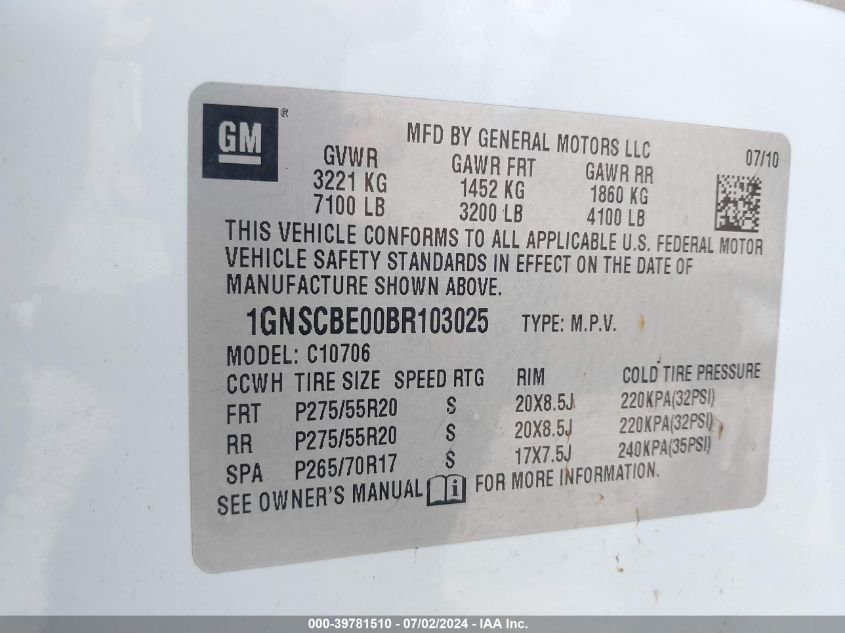 GM ®
MFD BY GENERAL MOTORS LLC 07/10
GVWR GAWR FRT GAWR RR
3221 KG 1452 KG 1860 KG
7100 LB 3200 LB 4100 LB
THIS VEHICLE CONFORMS TO ALL APPLICABLE U.S. FEDERAL MOTOR
VEHICLE SAFETY STANDARDS IN EFFECT ON THE DATE OF
MANUFACTURE SHOWN ABOVE.
1GNSCBE00BR103025 TYPE: M.P.V.
MODEL: C10706
CCWH TIRE SIZE SPEED RTG RIM COLD TIRE PRESSURE
FRT P275/55R20 S 20X8.5J 220KPA(32PSI)
RR P275/55R20 S 20X8.5J 220KPA(32PSI)
SPA P265/70R17 S 17X7.5J 240KPA(35PSI)
SEE OWNER'S MANUAL i FOR MORE INFORMATION.
000-39781510 / 07/02/2024 - IAA Inc.